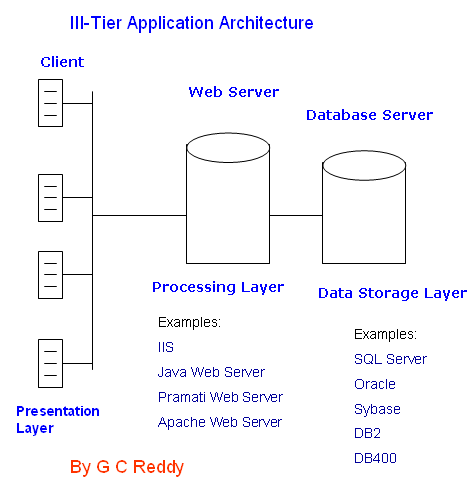 III-Tier Application Architecture
Client
Web Server
Database Server
Processing Layer
Data Storage Layer
Examples:
IIS
Java Web Server
Pramati Web Server
Apache Web Server
Examples:
SQL Server
Oracle
Sybase
DB2
DB400
Presentation
Layer
By G C Reddy